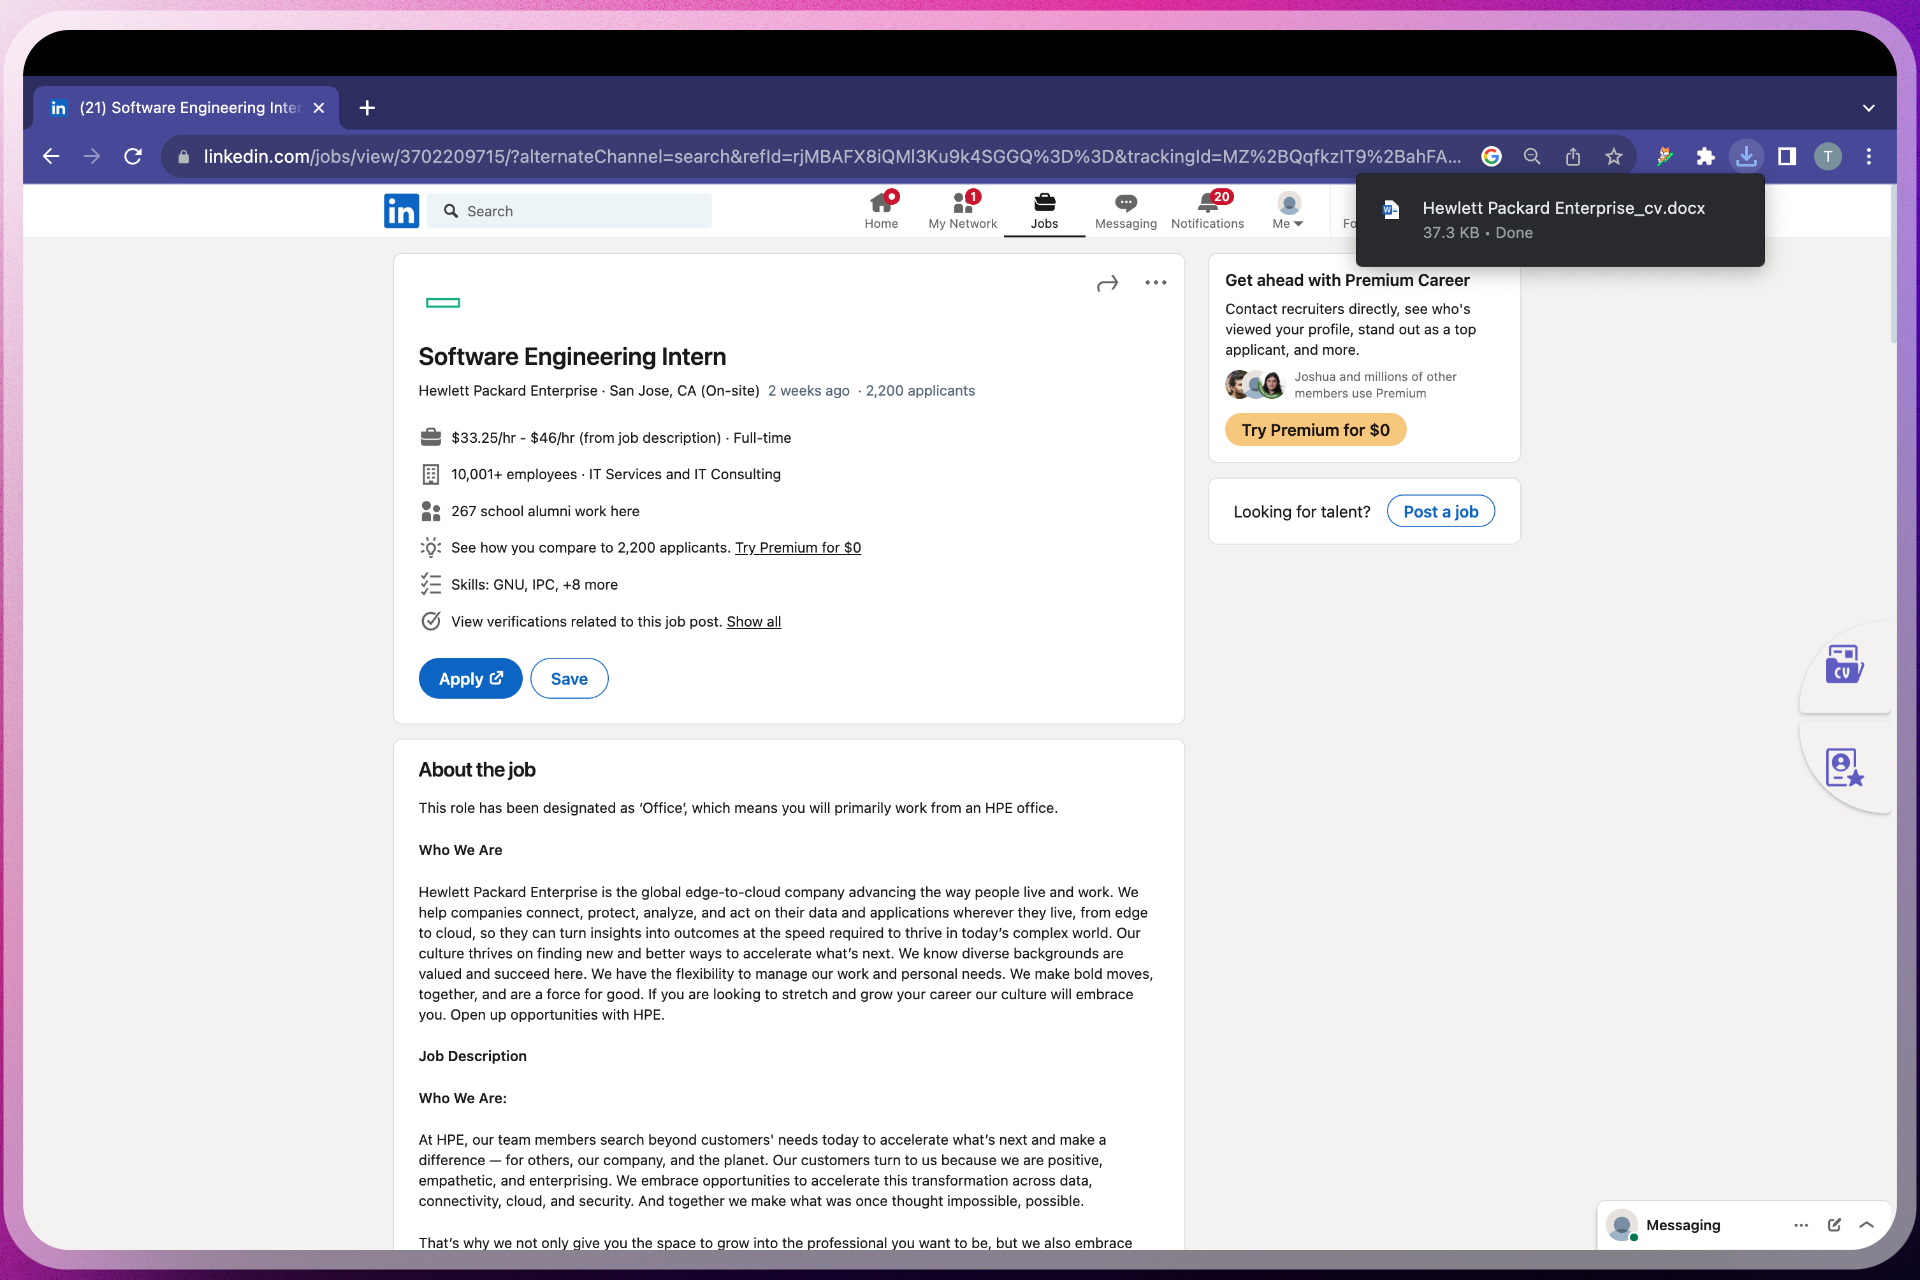 (21) Software Engineering Inter
linkedin.com/jobs/view/3702209715/?alternateChannel=search&refId=rjMBAFX8iQMl3Ku9k4SGGQ%3D%3D&trackingId=MZ%2BQqfkzIT9%2BahFA...
T
Hewlett Packard Enterprise_cv.docx
37.3 KB • Done
in
Search
Home
1
My Network
Jobs
Messaging
20
Notifications
Me
Fo
Software Engineering Intern
Hewlett Packard Enterprise · San Jose, CA (On-site) 2 weeks ago · 2,200 applicants
$33.25/hr - $46/hr (from job description) · Full-time
10,001+ employees · IT Services and IT Consulting
267 school alumni work here
See how you compare to 2,200 applicants. Try Premium for $0
Skills: GNU, IPC, +8 more
View verifications related to this job post. Show all
Apply
Save
Get ahead with Premium Career
Contact recruiters directly, see who's
viewed your profile, stand out as a top
applicant, and more.
Joshua and millions of other
members use Premium
Try Premium for $0
Looking for talent?
Post a job
CV
About the job
This role has been designated as ‘Office’, which means you will primarily work from an HPE office.
Who We Are
Hewlett Packard Enterprise is the global edge-to-cloud company advancing the way people live and work. We
help companies connect, protect, analyze, and act on their data and applications wherever they live, from edge
to cloud, so they can turn insights into outcomes at the speed required to thrive in today’s complex world. Our
culture thrives on finding new and better ways to accelerate what’s next. We know diverse backgrounds are
valued and succeed here. We have the flexibility to manage our work and personal needs. We make bold moves,
together, and are a force for good. If you are looking to stretch and grow your career our culture will embrace
you. Open up opportunities with HPE.
Job Description
Who We Are:
At HPE, our team members search beyond customers' needs today to accelerate what’s next and make a
difference — for others, our company, and the planet. Our customers turn to us because we are positive,
empathetic, and enterprising. We embrace opportunities to accelerate this transformation across data,
connectivity, cloud, and security. And together we make what was once thought impossible, possible.
That’s why we not only give you the space to grow into the professional you want to be, but we also embrace
Messaging